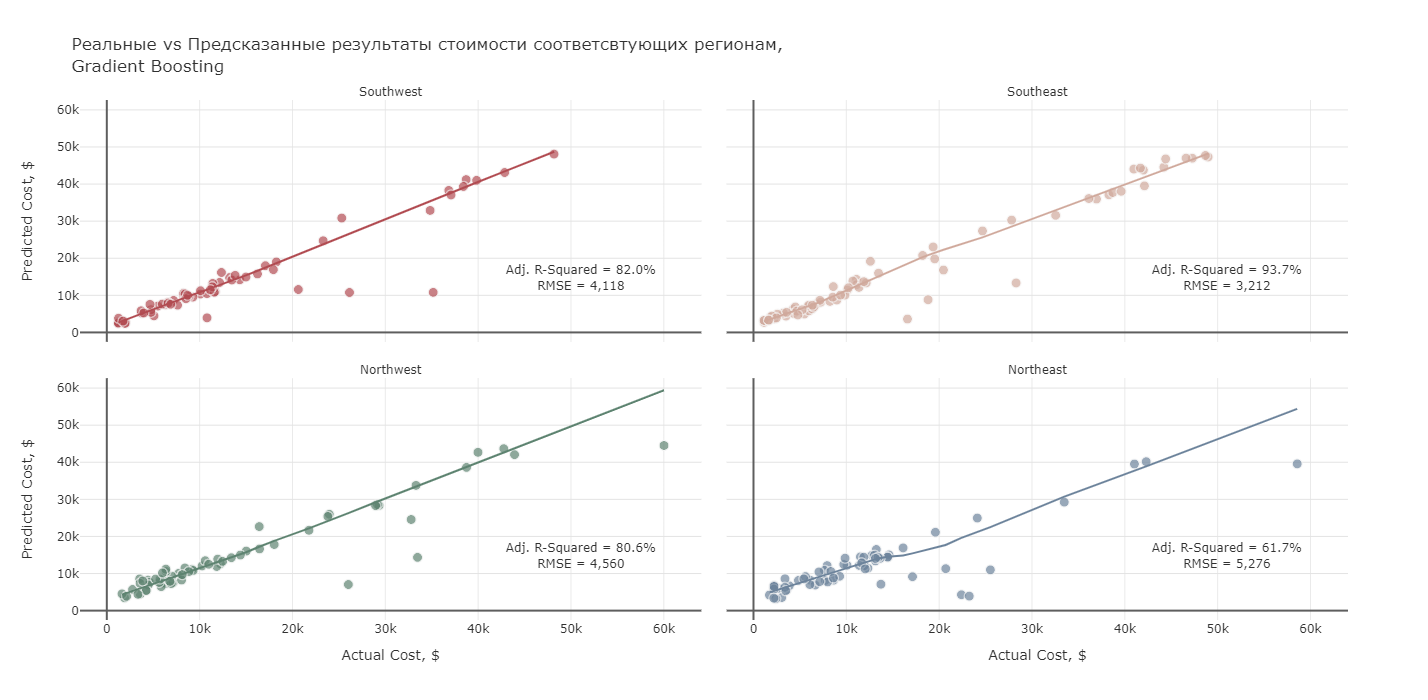 Реальные vs Предсказанные результаты стоимости соответсвтующих регионам,
Gradient Boosting
Southwest
Southeast
60k
50k
40k
30k
20k
10k
0
Predicted Cost, $
Adj. R-Squared = 82.0%
RMSE = 4,118
Adj. R-Squared = 93.7%
RMSE = 3,212
Northwest
Northeast
60k
50k
40k
30k
20k
10k
0
Predicted Cost, $
Adj. R-Squared = 80.6%
RMSE = 4,560
Adj. R-Squared = 61.7%
RMSE = 5,276
0 10k 20k 30k 40k 50k 60k
0 10k 20k 30k 40k 50k 60k
Actual Cost, $
Actual Cost, $